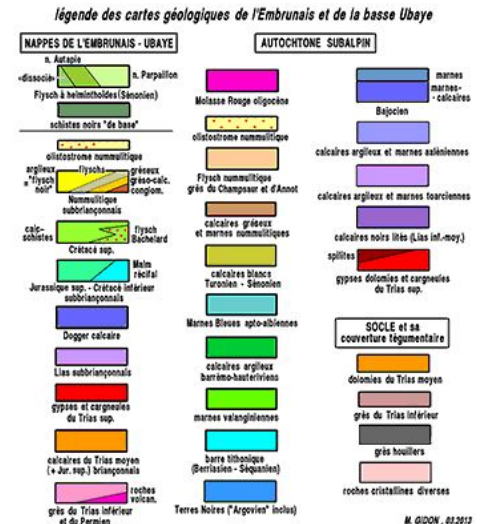 légende des cartes géologiques de l'Embrunais et de la basse Ubaye
NAPPES DE L'EMBRUNAIS - UBAYE
n. Autapie
«dissocié»
n. Parpaillon
Flysch à helminthoïdes (Sénonien)
schistes noirs "de base"
olistostrome nummulitique
flyschs
argileux
= "flysch
noir"
gréseux
gréso-calc.
conglom.
Nummulitique
subbriançonnais
calc-
schistes
flysch
Bachelard
Crétacé sup.
Malm
récifal
Jurassique sup. - Crétacé inférieur
subbriançonnais
Dogger calcaire
Lias subbriançonnais
gypses et cargneules
du Trias sup.
calcaires du Trias moyen
(+ Jur. sup.) briançonnais
roches
volcan.
grès du Trias inférieur
et du Permien
AUTOCHTONE SUBALPIN
Molasse Rouge oligocène
olistostrome nummulitique
Flysch nummulitique
grès du Champsaur et d'Annot
calcaires gréseux
et marnes nummulitiques
calcaires blancs
Turonien - Sénonien
Marnes Bleues apto-albiennes
calcaires argileux
barrémo-hauteriviens
marnes valanginiennes
barre tithonique
(Berriasien - Séquanien)
Terres Noires ("Argovien" inclus)
marnes
marnes-
-calcaires
Bajocien
calcaires argileux et marnes aaléniennes
calcaires argileux et marnes toarciennes
calcaires noirs lités (Lias inf.-moy.)
spilites
gypses dolomies et cargneules
du Trias sup.
SOCLE et sa
couverture tégumentaire
dolomies du Trias moyen
grès du Trias inférieur
grès houillers
roches cristallines diverses
M. GIDON . 03.2013